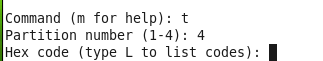 Command (m for help): t
Partition number (1-4): 4
Hex code (type L to list codes):